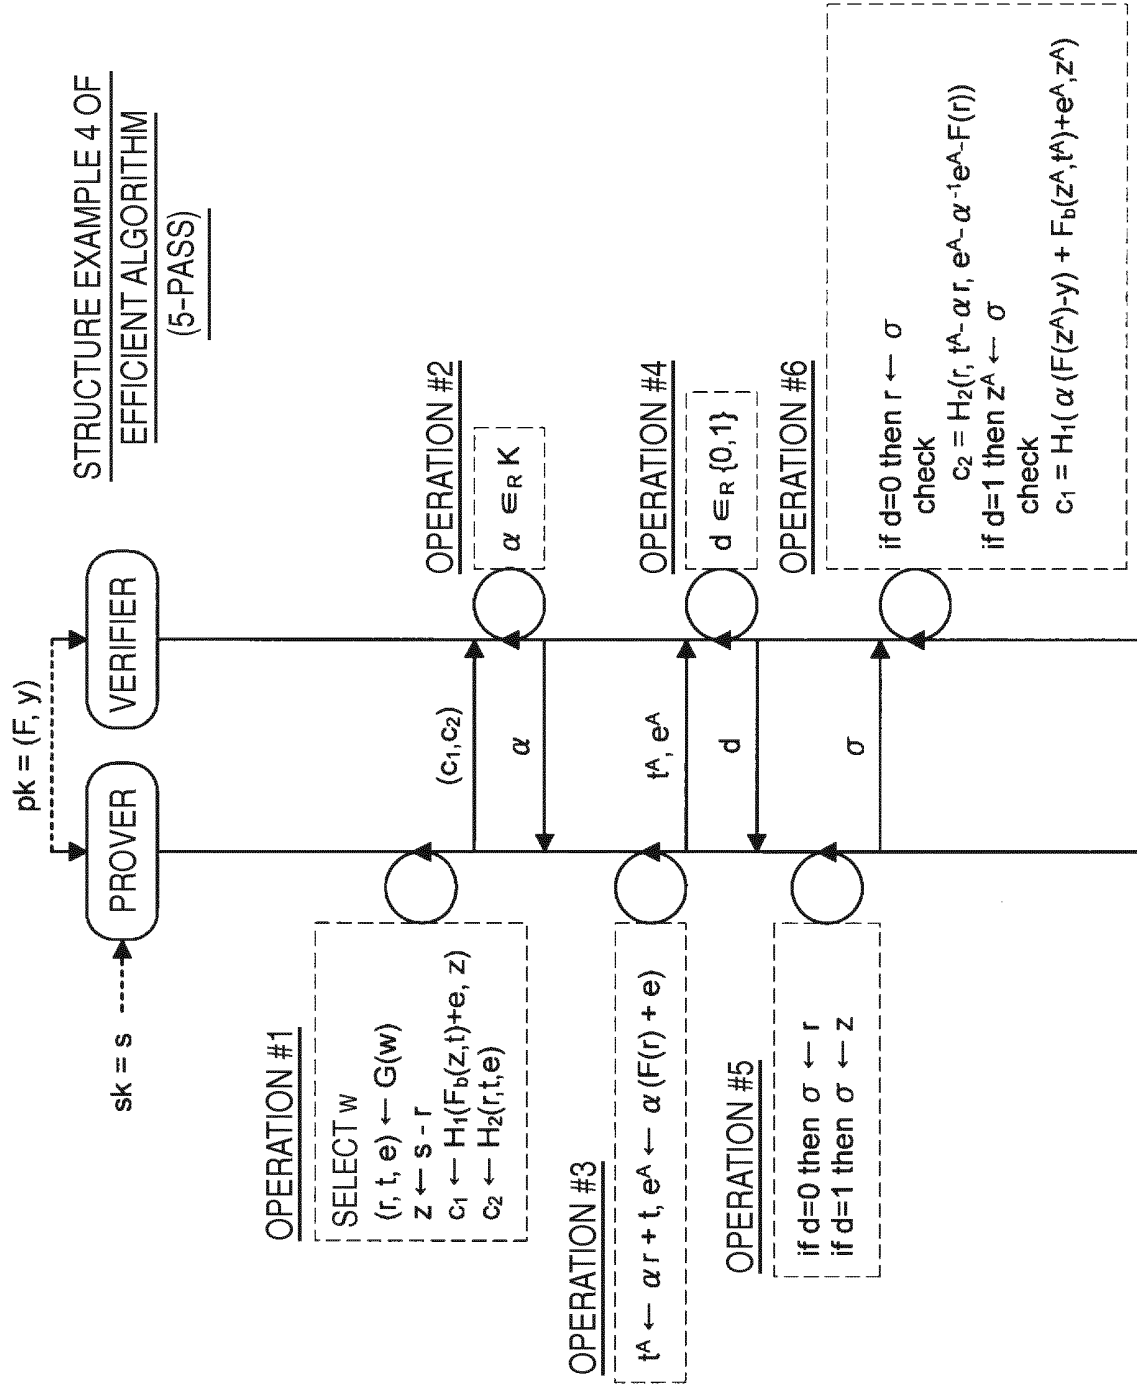 STRUCTURE EXAMPLE 4 OF
EFFICIENT ALGORITHM
(5-PASS)
pk = (F, y)
sk = s
PROVER
VERIFIER
OPERATION #1
SELECT w
(r, t, e) ← G(w)
z ← s - r
c₁ ← H₁(F_b(z,t)+e, z)
c₂ ← H₂(r,t,e)
(c₁,c₂)
OPERATION #2
α ∈_R K
α
OPERATION #3
t^A ← α r + t, e^A ← α (F(r) + e)
t^A, e^A
OPERATION #4
d ∈_R {0,1}
d
OPERATION #5
if d=0 then σ ← r
if d=1 then σ ← z
σ
OPERATION #6
if d=0 then r ← σ
check
c₂ = H₂(r, t^A- α r, e^A- α⁻¹e^A-F(r))
if d=1 then z^A ← σ
check
c₁ = H₁( α (F(z^A)-y) + F_b(z^A,t^A)+e^A,z^A)